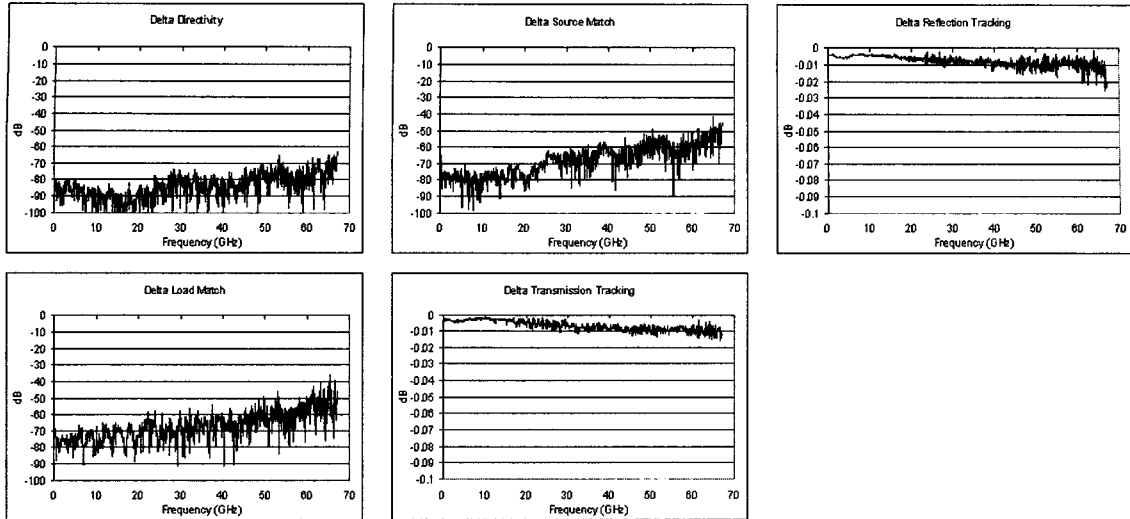 Delta Directivity
0
-10
-20
-30
-40
-50
-60
-70
-80
-90
-100
dB
0 10 20 30 40 50 60 70
Frequency (GHz)
Delta Source Match
0
-10
-20
-30
-40
-50
-60
-70
-80
-90
-100
dB
0 10 20 30 40 50 60 70
Frequency (GHz)
Delta Reflection Tracking
0
-0.01
-0.02
-0.03
-0.04
-0.05
-0.06
-0.07
-0.08
-0.09
-0.1
dB
0 10 20 30 40 50 60 70
Frequency (GHz)
Delta Load Match
0
-10
-20
-30
-40
-50
-60
-70
-80
-90
-100
dB
0 10 20 30 40 50 60 70
Frequency (GHz)
Delta Transmission Tracking
0
-0.01
-0.02
-0.03
-0.04
-0.05
-0.06
-0.07
-0.08
-0.09
-0.1
dB
0 10 20 30 40 50 60 70
Frequency (GHz)